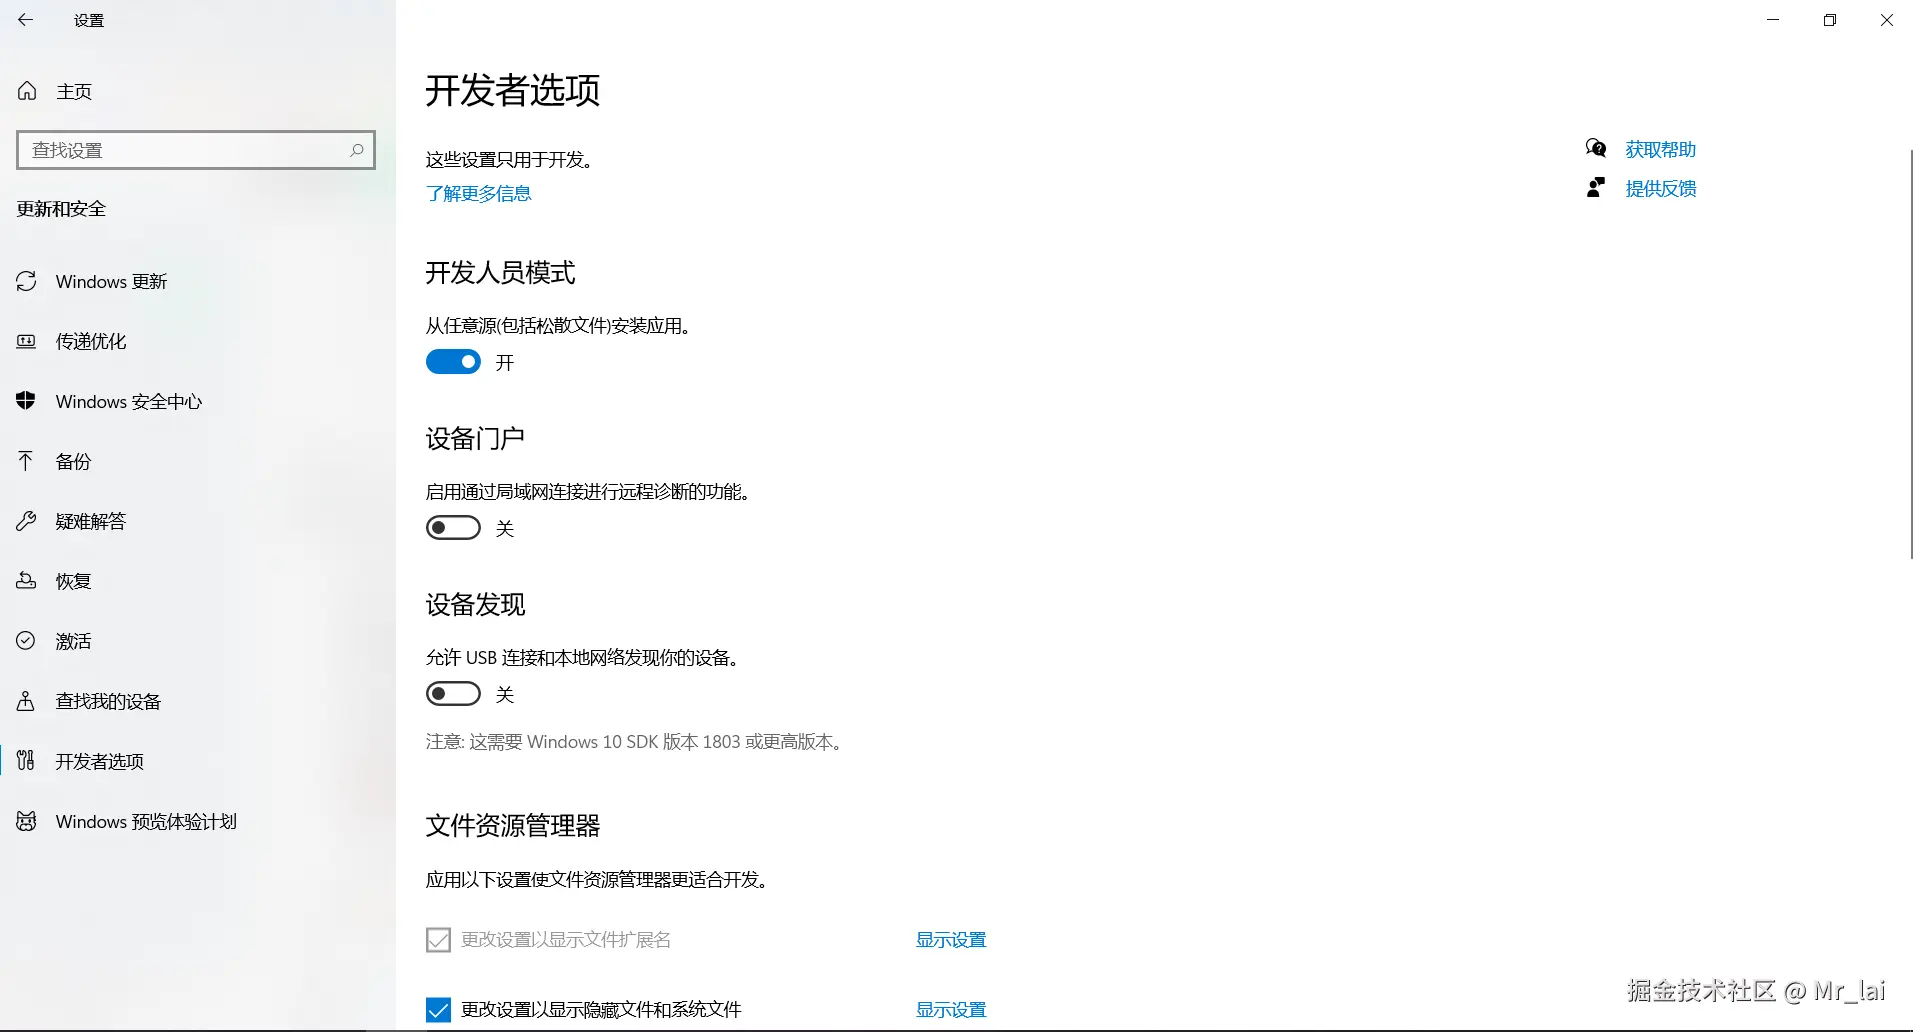 设置
主页
查找设置
更新和安全
Windows 更新
传递优化
Windows 安全中心
备份
疑难解答
恢复
激活
查找我的设备
开发者选项
Windows 预览体验计划
开发者选项
这些设置只用于开发。
了解更多信息
获取帮助
提供反馈
开发人员模式
从任意源(包括松散文件)安装应用。
开
设备门户
启用通过局域网连接进行远程诊断的功能。
关
设备发现
允许 USB 连接和本地网络发现你的设备。
关
注意: 这需要 Windows 10 SDK 版本 1803 或更高版本。
文件资源管理器
应用以下设置使文件资源管理器更适合开发。
更改设置以显示文件扩展名 显示设置
更改设置以显示隐藏文件和系统文件 显示设置
掘金技术社区 @ Mr_lai